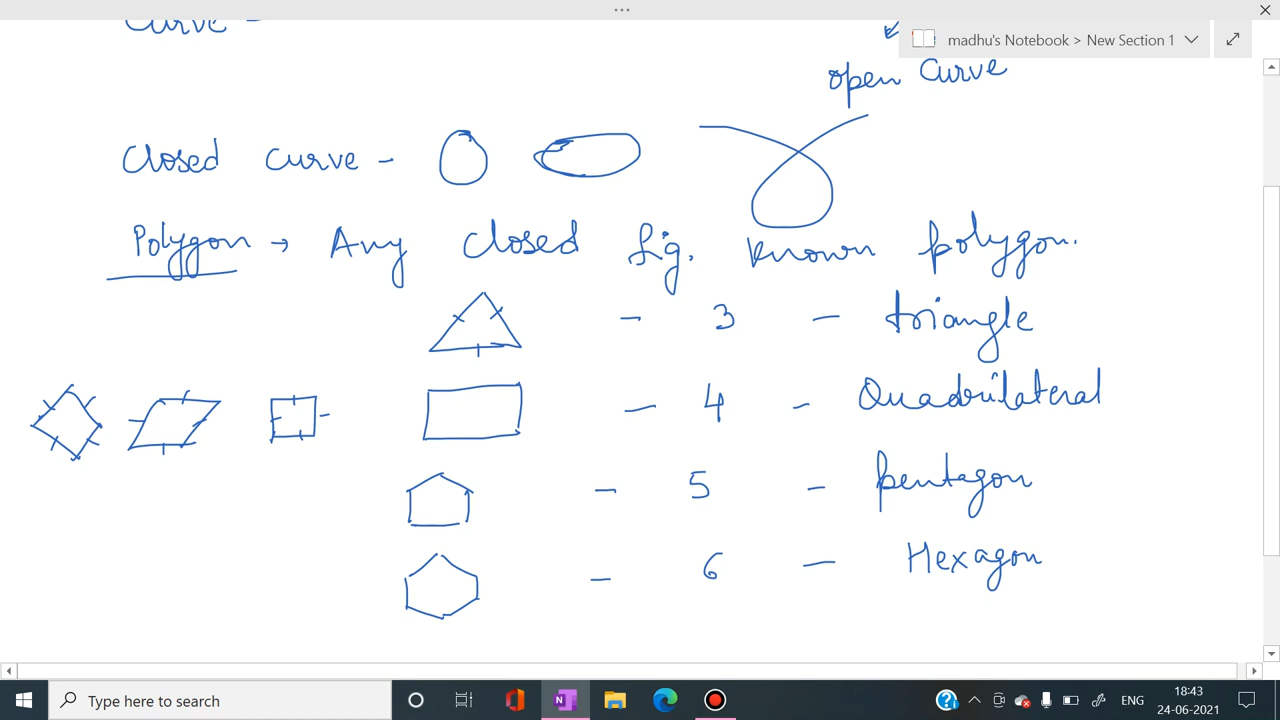 Curve -
madhu's Notebook > New Section 1
open Curve
Closed Curve -
Polygon → Any Closed fig. known polygon.
- 3 - triangle
- 4 - Quadrilateral
- 5 - pentagon
- 6 - Hexagon
Type here to search
ENG
18:43
24-06-2021